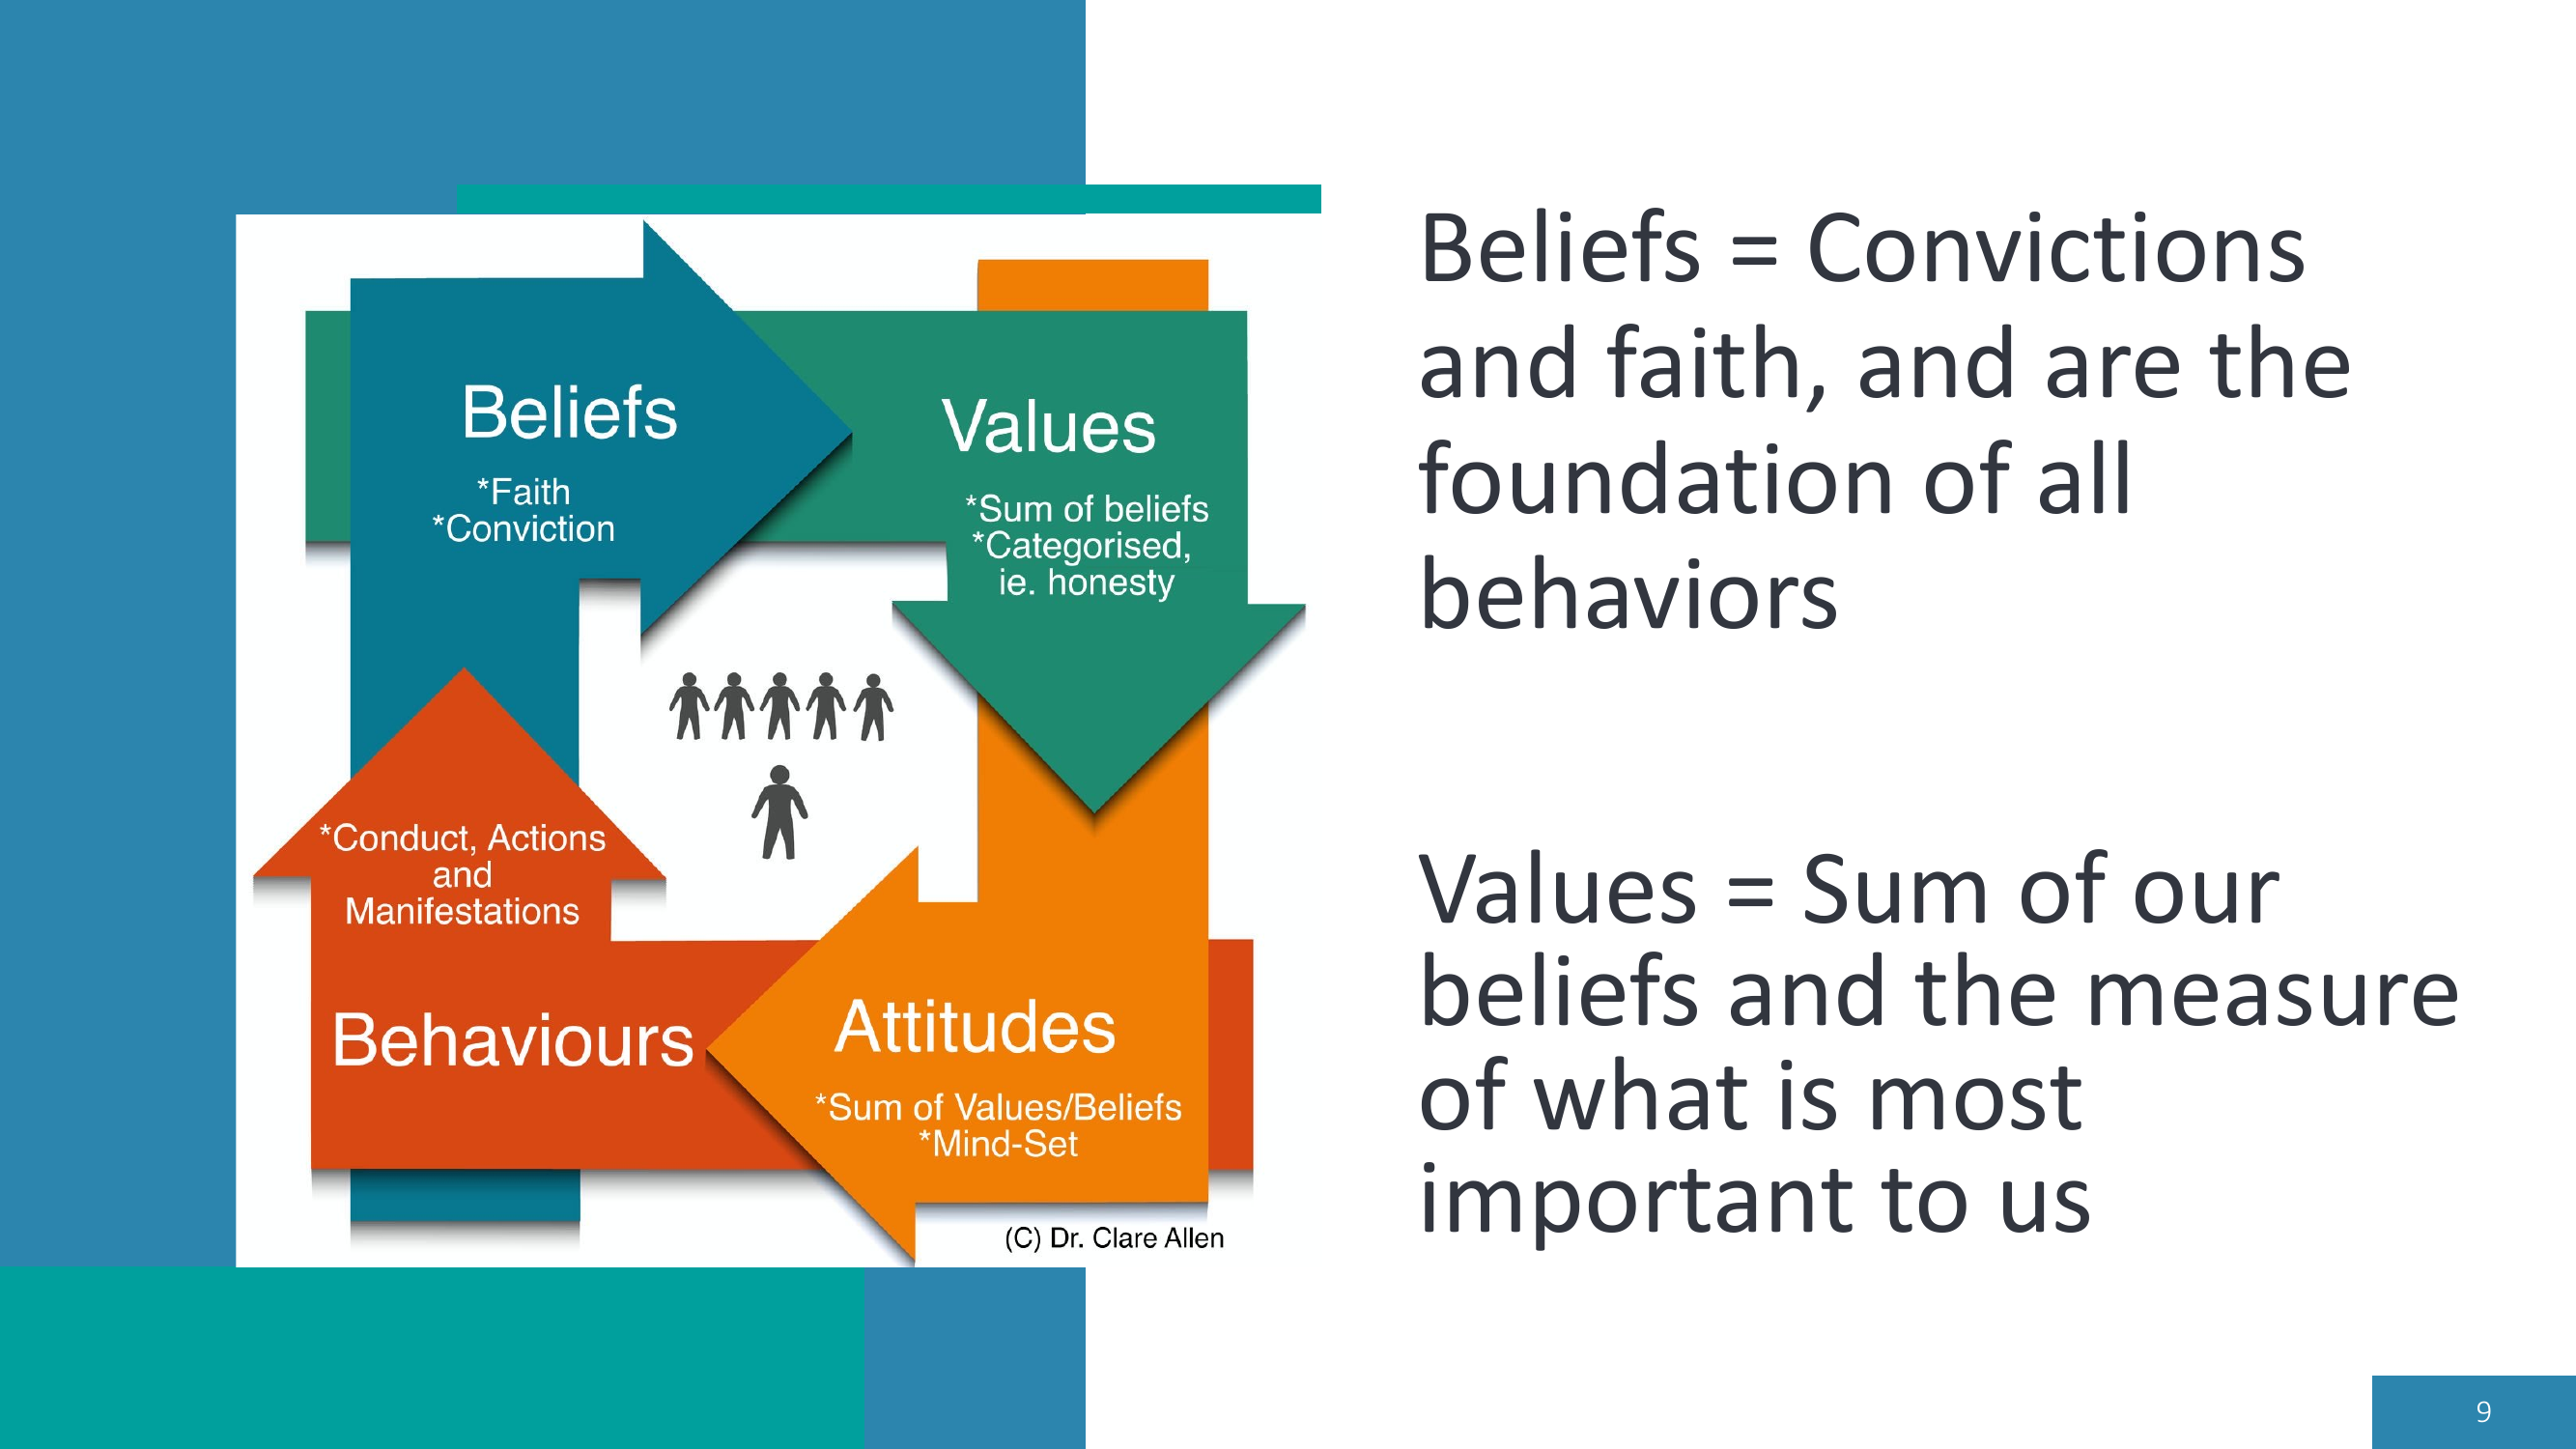 Beliefs
*Faith
*Conviction
Values
*Sum of beliefs
*Categorised,
ie. honesty
*Conduct, Actions
and
Manifestations
Behaviours
Attitudes
*Sum of Values/Beliefs
*Mind-Set
(C) Dr. Clare Allen
Beliefs = Convictions
and faith, and are the
foundation of all
behaviors
Values = Sum of our
beliefs and the measure
of what is most
important to us
9